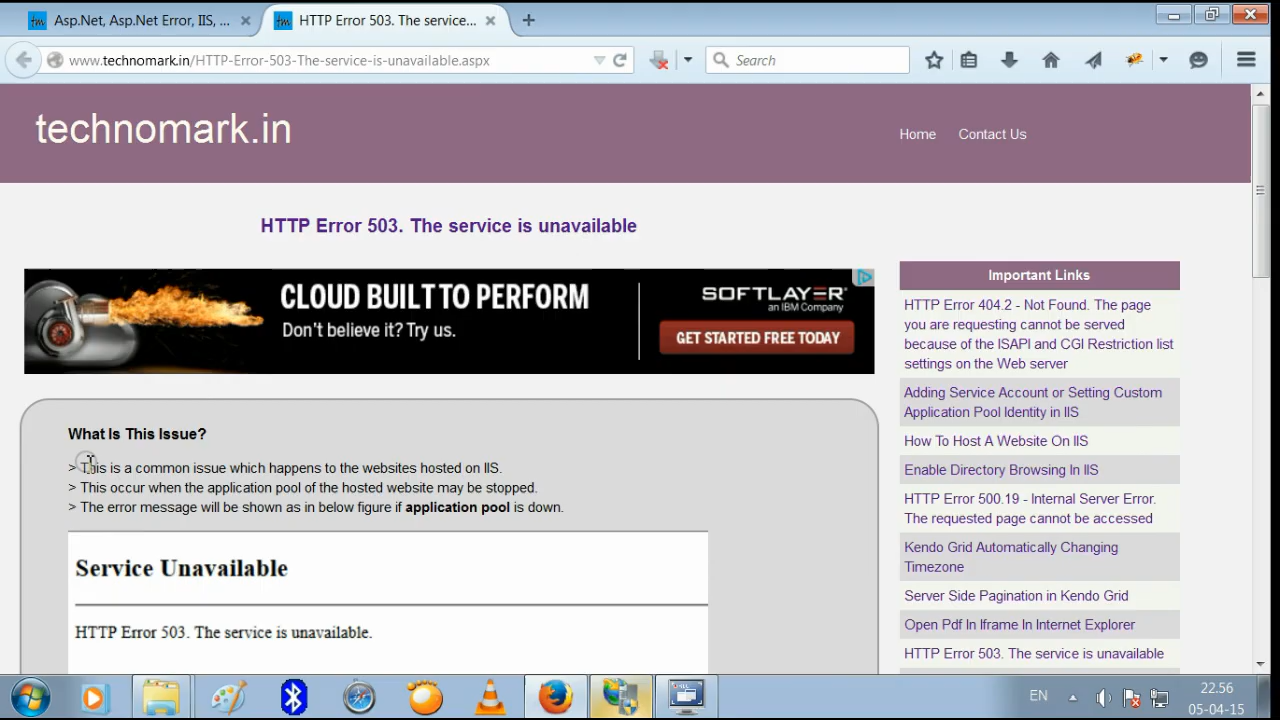 Asp.Net, Asp.Net Error, IIS, ...
HTTP Error 503. The service...
www.technomark.in/HTTP-Error-503-The-service-is-unavailable.aspx
Search
technomark.in
Home
Contact Us
HTTP Error 503. The service is unavailable
CLOUD BUILT TO PERFORM
Don't believe it? Try us.
SOFTLAYER
an IBM Company
GET STARTED FREE TODAY
What Is This Issue?
> This is a common issue which happens to the websites hosted on IIS.
> This occur when the application pool of the hosted website may be stopped.
> The error message will be shown as in below figure if application pool is down.
Service Unavailable
HTTP Error 503. The service is unavailable.
Important Links
HTTP Error 404.2 - Not Found. The page
you are requesting cannot be served
because of the ISAPI and CGI Restriction list
settings on the Web server
Adding Service Account or Setting Custom
Application Pool Identity in IIS
How To Host A Website On IIS
Enable Directory Browsing In IIS
HTTP Error 500.19 - Internal Server Error.
The requested page cannot be accessed
Kendo Grid Automatically Changing
Timezone
Server Side Pagination in Kendo Grid
Open Pdf In Iframe In Internet Explorer
HTTP Error 503. The service is unavailable
EN
22.56
05-04-15